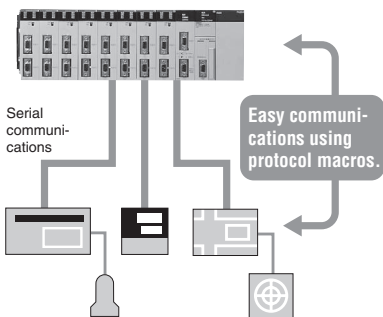 Serial
communi-
cations
Easy communi-
cations using
protocol macros.